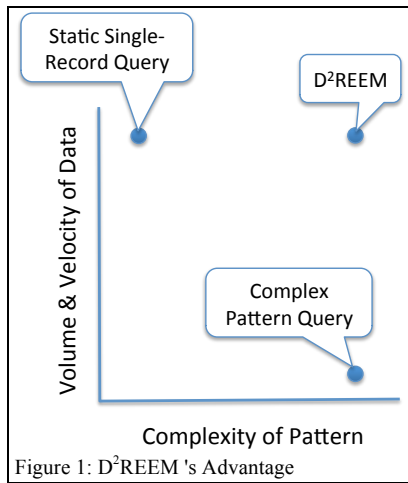 Static Single-
Record Query
D²REEM
Volume & Velocity of Data
Complex
Pattern Query
Complexity of Pattern
Figure 1: D²REEM 's Advantage